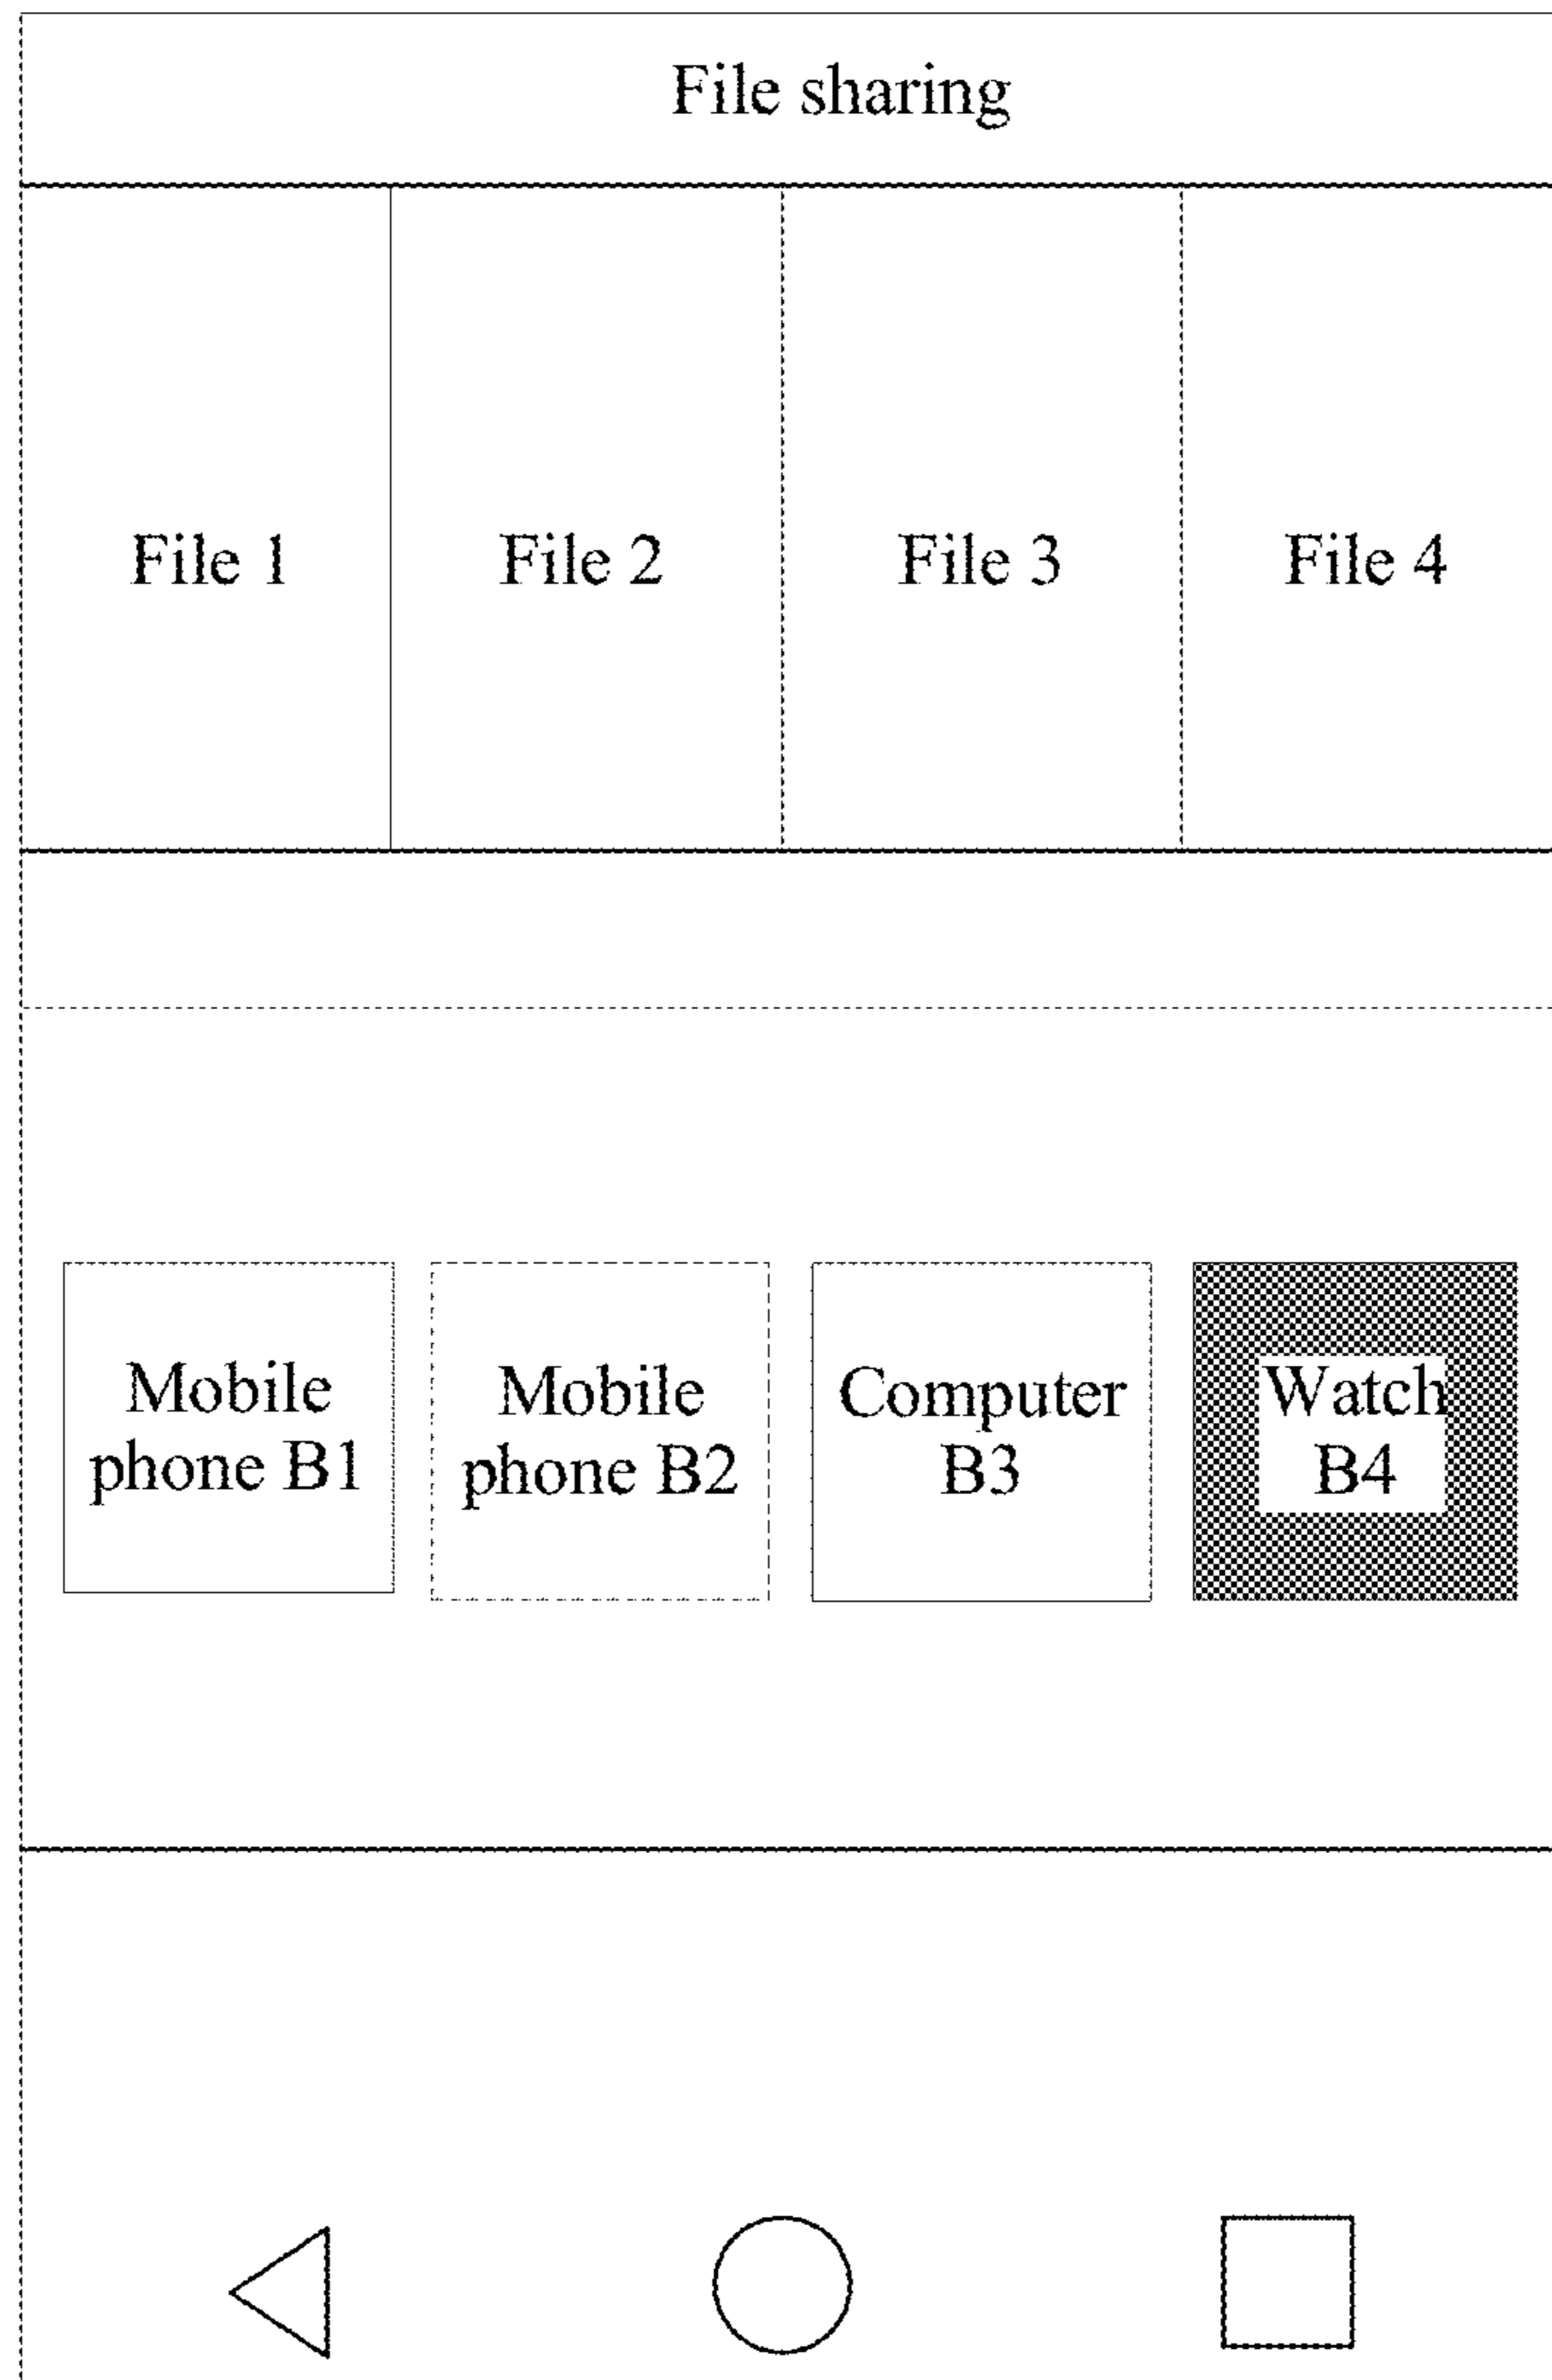 File sharing
File 1
File 2
File 3
File 4
Mobile
phone B1
Mobile
phone B2
Computer
B3
Watch
B4